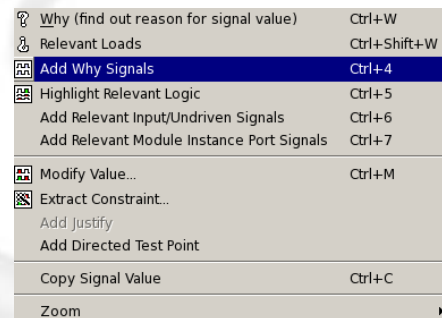 Why (find out reason for signal value) Ctrl+W
Relevant Loads Ctrl+Shift+W
Add Why Signals Ctrl+4
Highlight Relevant Logic Ctrl+5
Add Relevant Input/Undriven Signals Ctrl+6
Add Relevant Module Instance Port Signals Ctrl+7
Modify Value... Ctrl+M
Extract Constraint...
Add Justify
Add Directed Test Point
Copy Signal Value Ctrl+C
Zoom